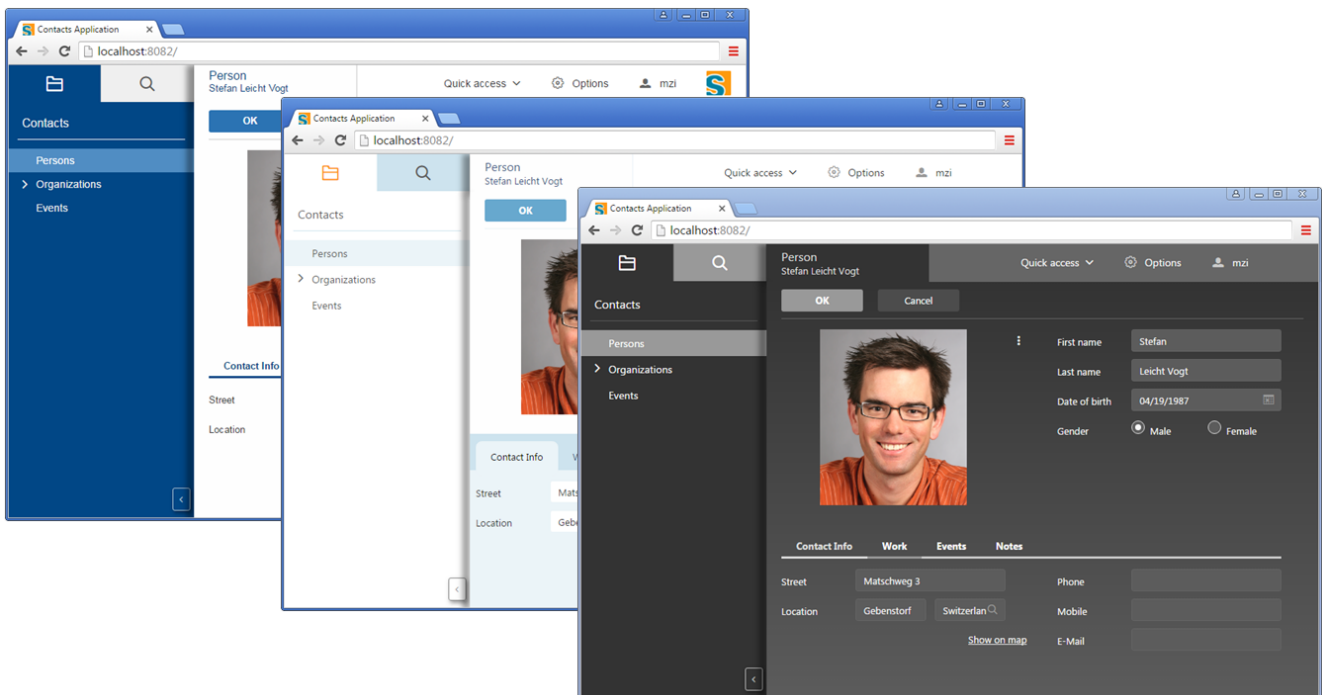 Contacts Application
localhost:8082/
Person
Stefan Leicht Vogt
Quick access
Options
mzi
OK
Contacts
Persons
Organizations
Events
Contact Info
Street
Location
Contacts Application
localhost:8082/
Person
Stefan Leicht Vogt
Quick access
Options
mzi
OK
Contacts
Persons
Organizations
Events
Contact Info
Street
Location
Contacts Application
localhost:8082/
Person
Stefan Leicht Vogt
Quick access
Options
mzi
OK
Cancel
Contacts
Persons
Organizations
Events
First name
Stefan
Last name
Leicht Vogt
Date of birth
04/19/1987
Gender
Male
Female
Contact Info
Work
Events
Notes
Street
Matschweg 3
Phone
Location
Gebenstorf
Switzerlan
Mobile
Show on map
E-Mail